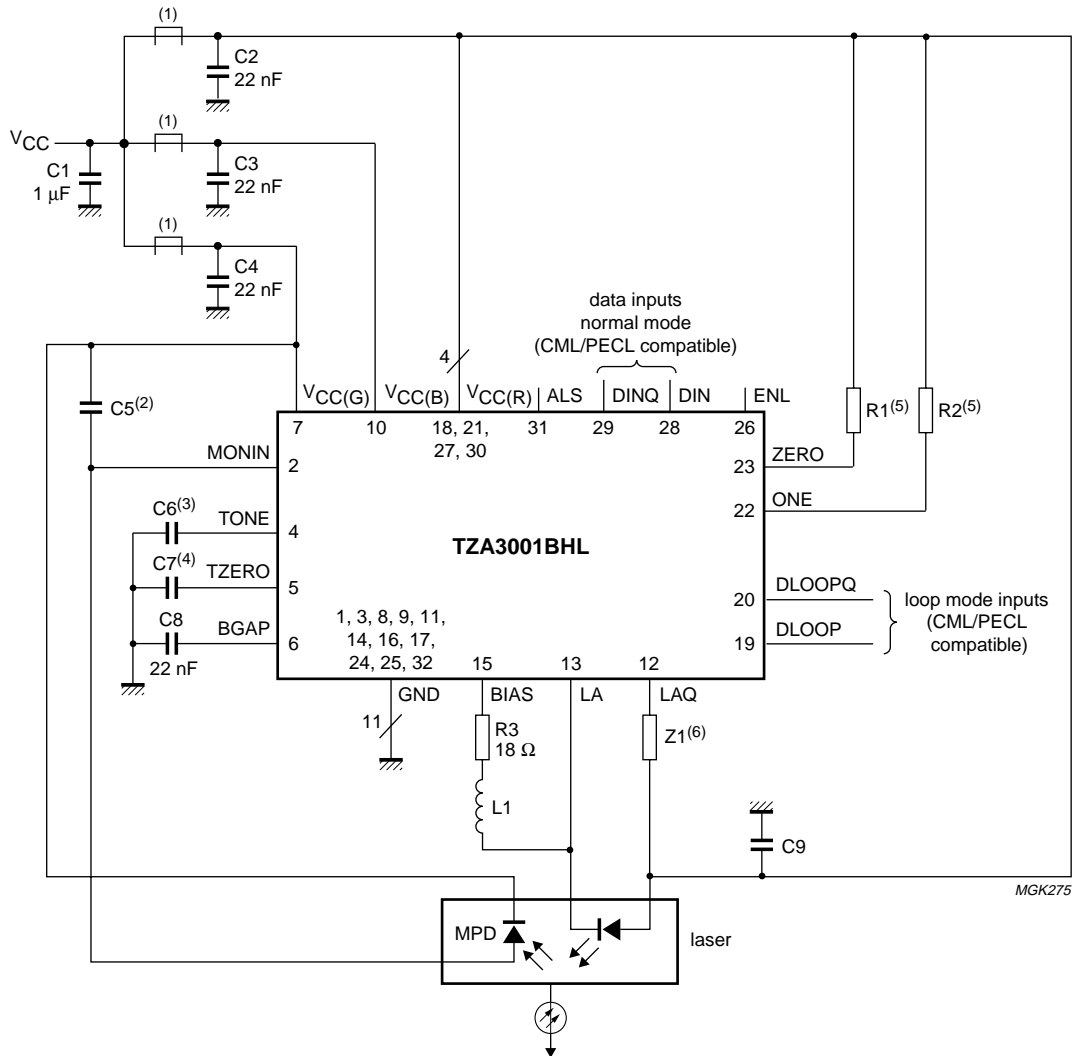 (1)
C2
22 nF
(1)
VCC
C1
1 μF
C3
22 nF
(1)
C4
22 nF
data inputs
normal mode
(CML/PECL compatible)
4
C5(2)
VCC(G)
VCC(B)
VCC(R)
ALS
DINQ
DIN
ENL
R1(5)
R2(5)
7
10
18, 21,
27, 30
31
29
28
26
MONIN
2
23
ZERO
22
ONE
C6(3)
TONE
4
TZA3001BHL
C7(4)
TZERO
5
20
DLOOPQ
loop mode inputs
(CML/PECL
compatible)
C8
22 nF
BGAP
6
1, 3, 8, 9, 11,
14, 16, 17,
24, 25, 32
19
DLOOP
15
13
12
GND
BIAS
LA
LAQ
11
R3
18 Ω
Z1(6)
L1
C9
MGK275
MPD
laser